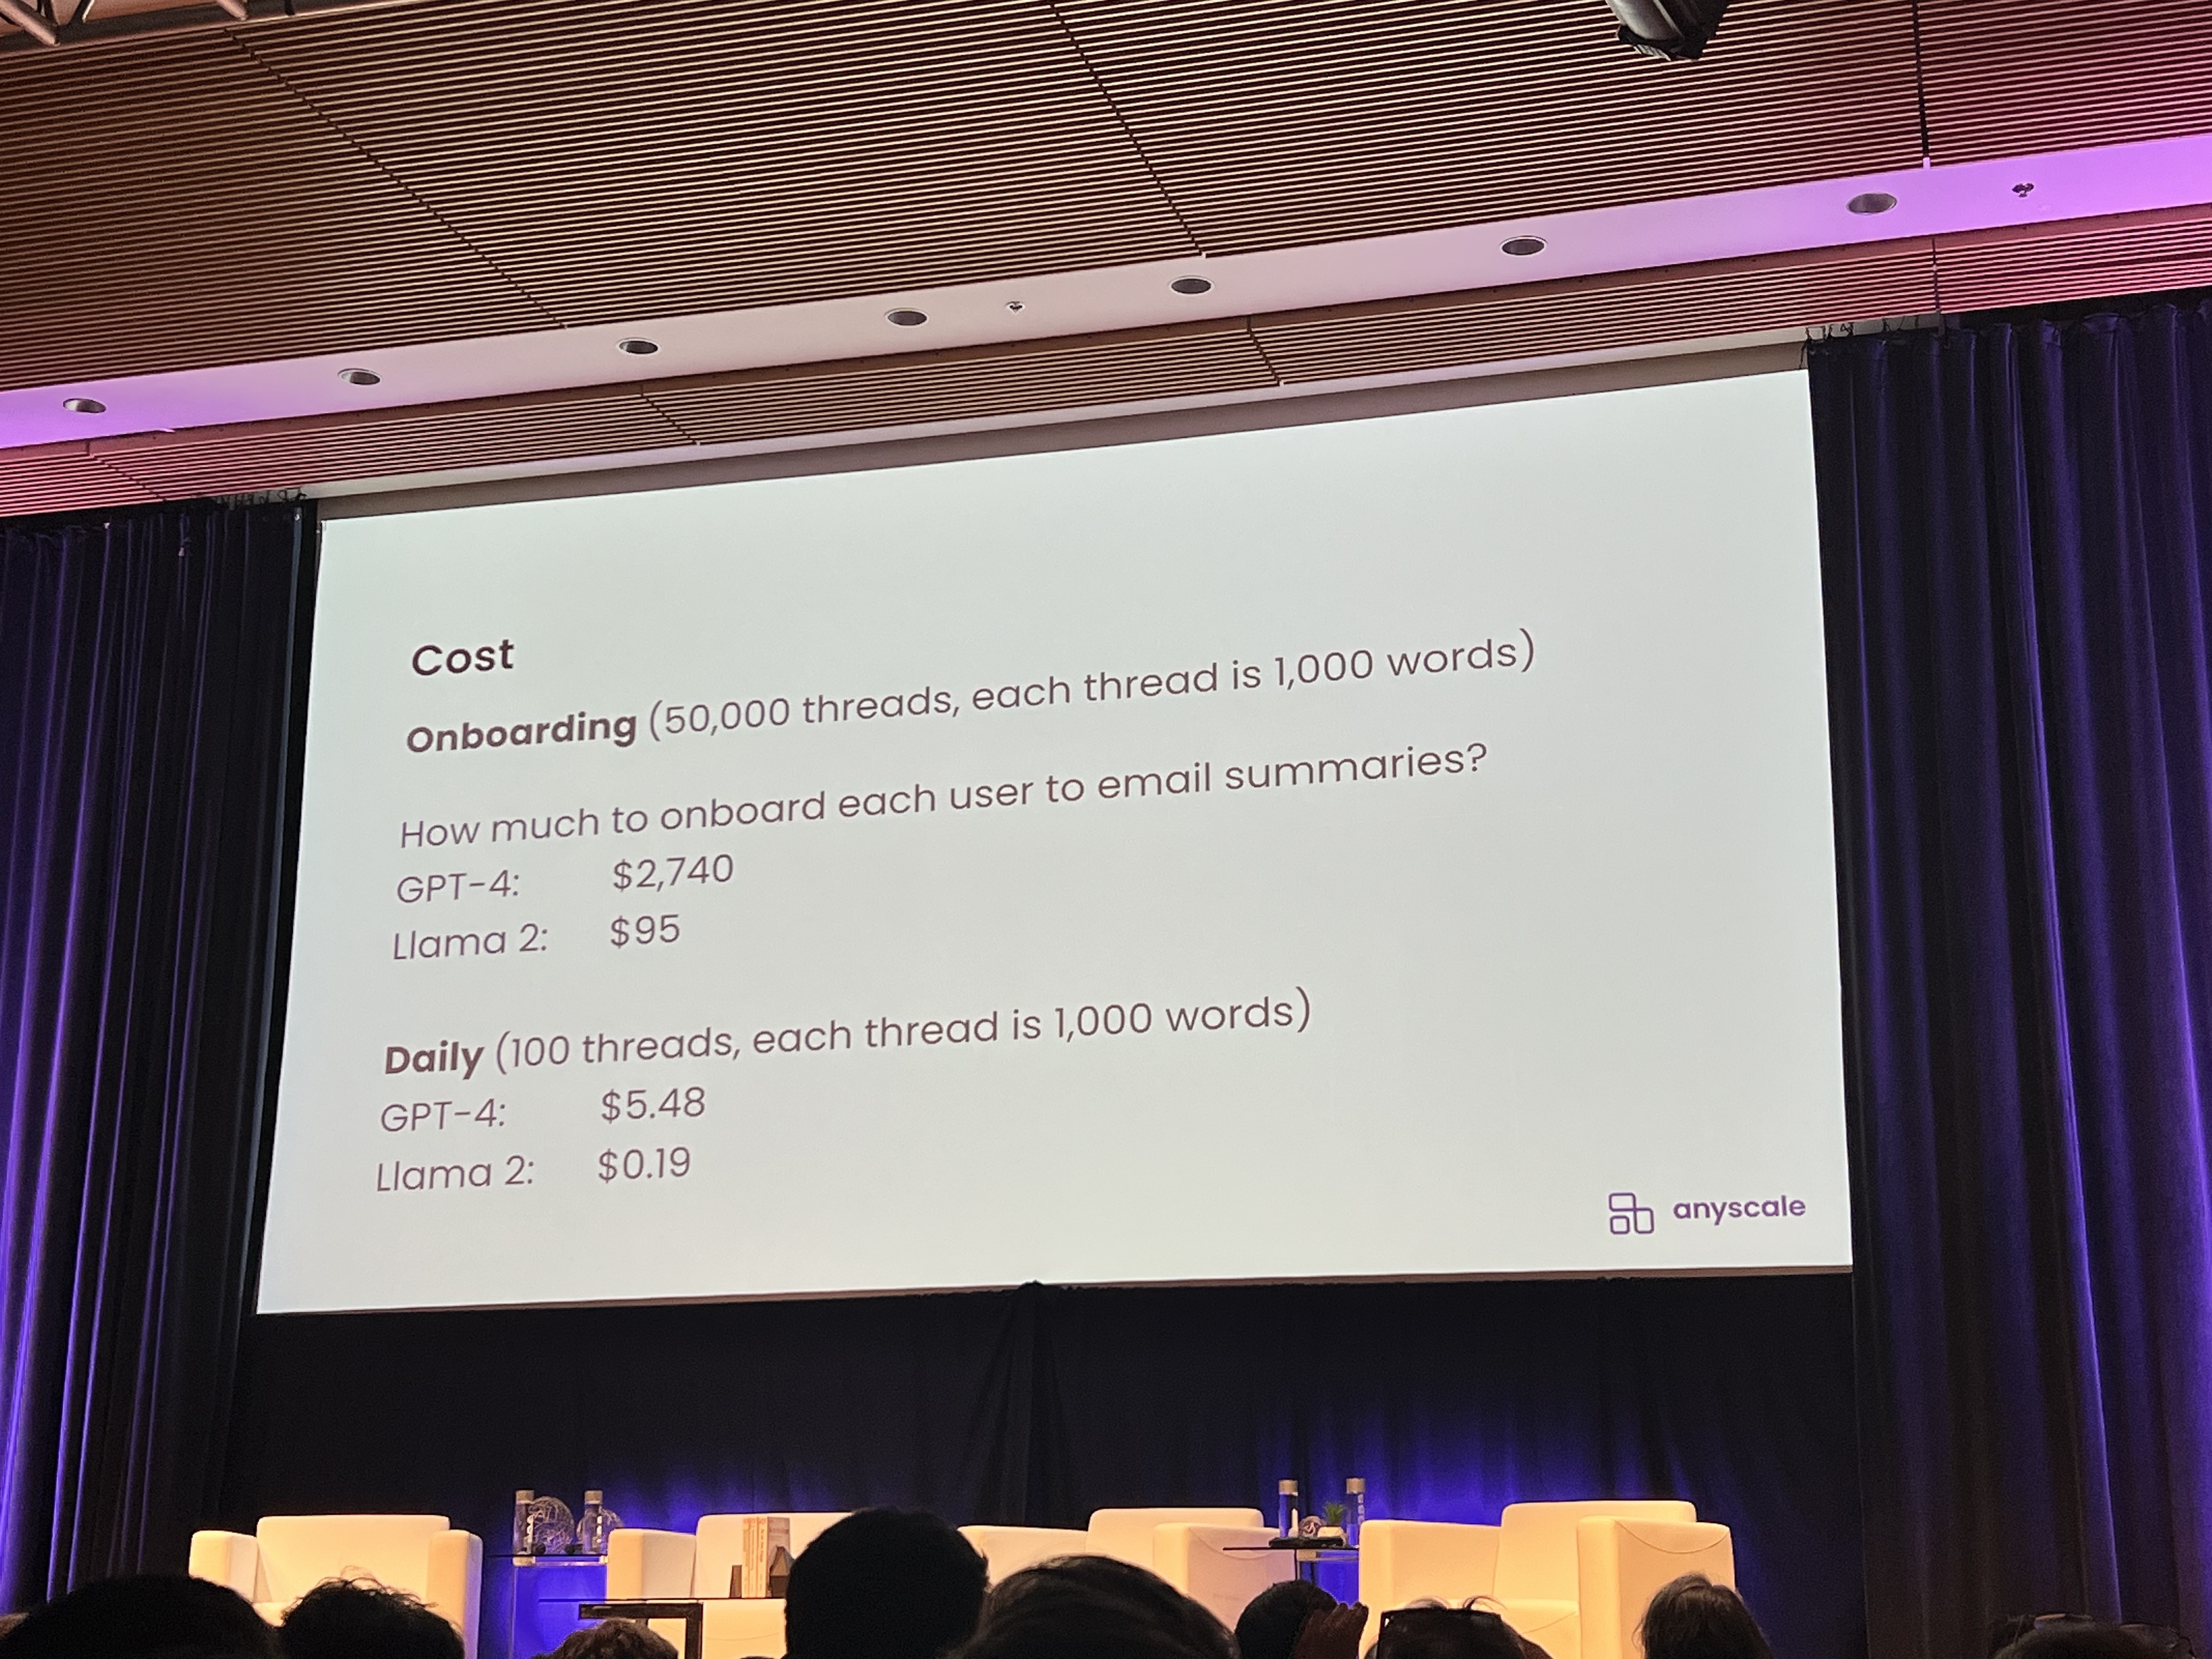 Cost
Onboarding (50,000 threads, each thread is 1,000 words)
How much to onboard each user to email summaries?
GPT-4: $2,740
Llama 2: $95
Daily (100 threads, each thread is 1,000 words)
GPT-4: $5.48
Llama 2: $0.19
anyscale